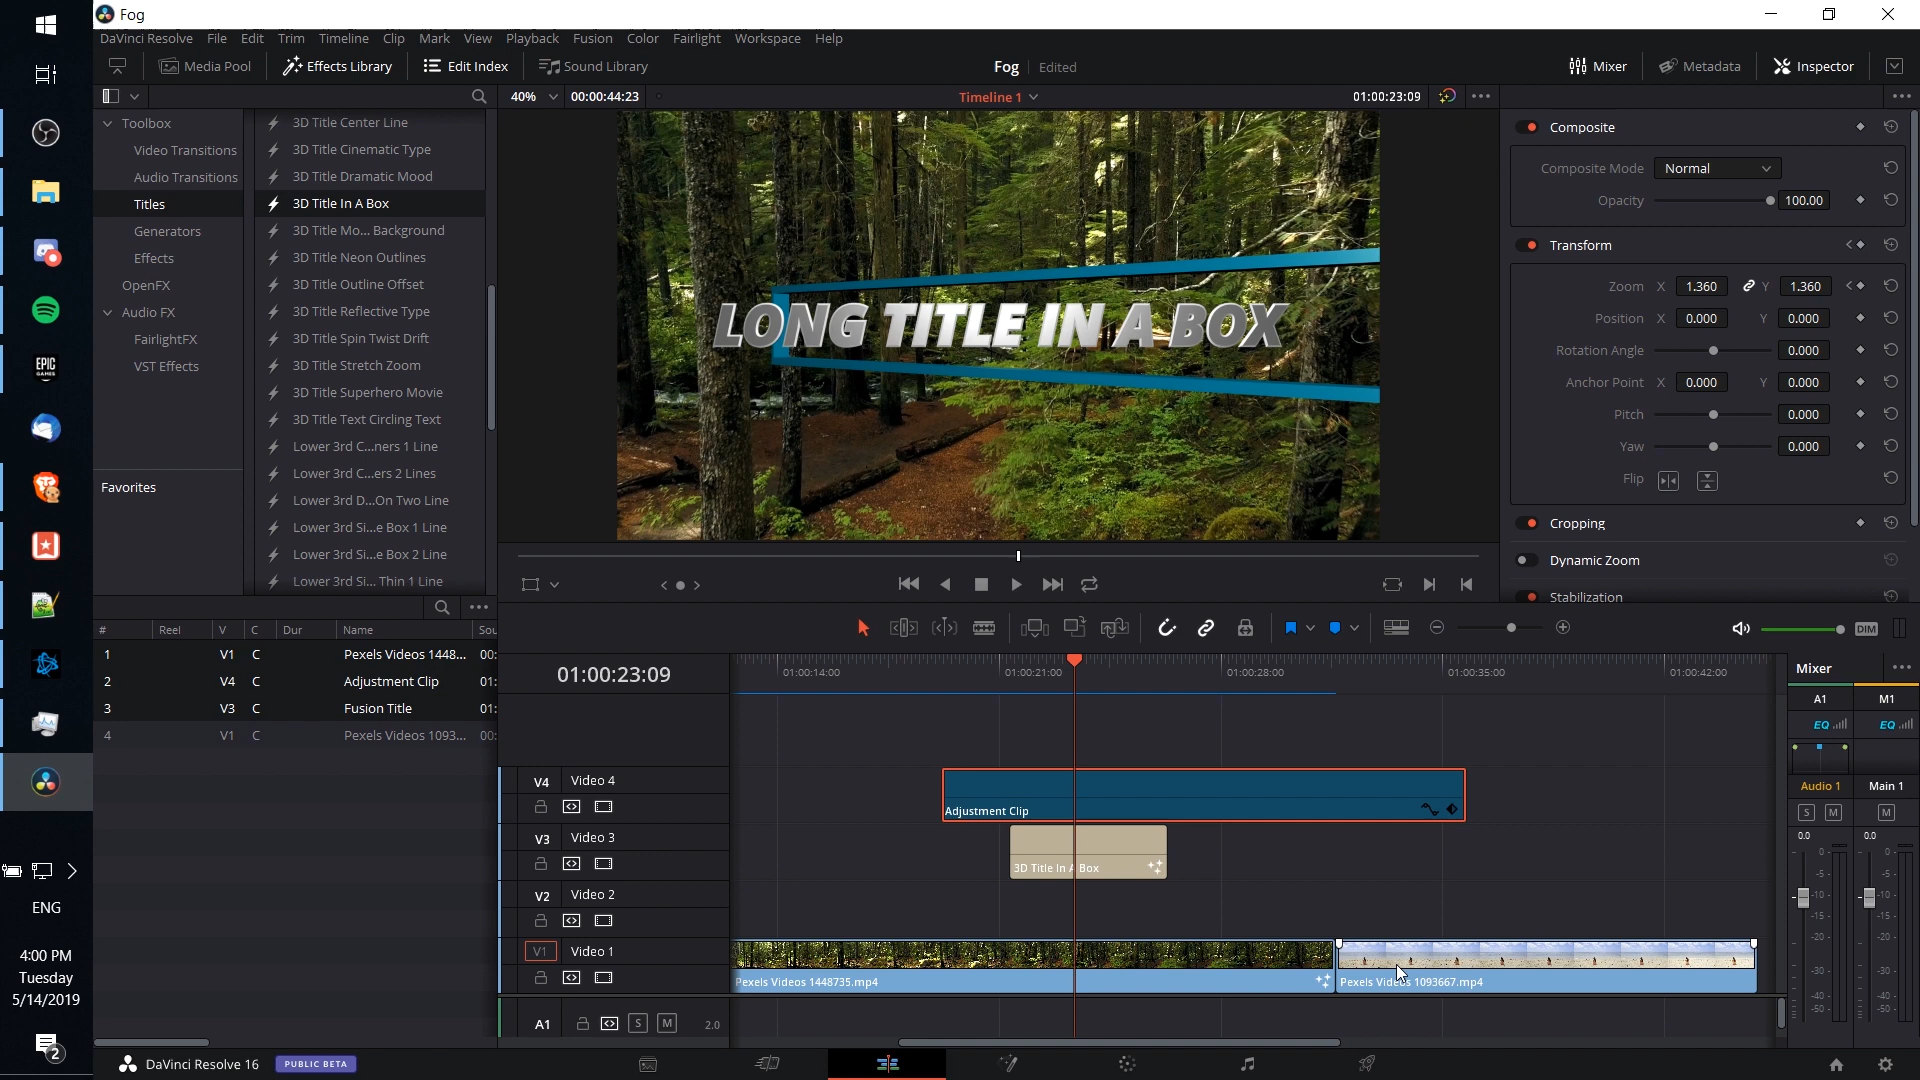 Fog
DaVinci Resolve File Edit Trim Timeline Clip Mark View Playback Fusion Color Fairlight Workspace Help
Media Pool Effects Library Edit Index Sound Library Fog Edited Mixer Metadata Inspector
40% 00:00:44:23 Timeline 1 01:00:23:09
Toolbox
Video Transitions
Audio Transitions
Titles
Generators
Effects
OpenFX
Audio FX
FairlightFX
VST Effects
Favorites
3D Title Center Line
3D Title Cinematic Type
3D Title Dramatic Mood
3D Title In A Box
3D Title Mo... Background
3D Title Neon Outlines
3D Title Outline Offset
3D Title Reflective Type
3D Title Spin Twist Drift
3D Title Stretch Zoom
3D Title Superhero Movie
3D Title Text Circling Text
Lower 3rd C...ners 1 Line
Lower 3rd C...ers 2 Lines
Lower 3rd D...On Two Line
Lower 3rd Si...e Box 1 Line
Lower 3rd Si...e Box 2 Line
Lower 3rd Si... Thin 1 Line
LONG TITLE IN A BOX
Composite
Composite Mode Normal
Opacity 100.00
Transform
Zoom X 1.360 Y 1.360
Position X 0.000 Y 0.000
Rotation Angle 0.000
Anchor Point X 0.000 Y 0.000
Pitch 0.000
Yaw 0.000
Flip
Cropping
Dynamic Zoom
Stabilization
# Reel V C Dur Name Sou
1 V1 C Pexels Videos 1448... 00:
2 V4 C Adjustment Clip 01:
3 V3 C Fusion Title 01:
4 V1 C Pexels Videos 1093... 00:
DIM
01:00:23:09
01:00:14:00 01:00:21:00 01:00:28:00 01:00:35:00 01:00:42:00
V4 Video 4
Adjustment Clip
V3 Video 3
3D Title In A Box
V2 Video 2
V1 Video 1
Pexels Videos 1448735.mp4 Pexels Videos 1093667.mp4
A1 S M 2.0
Mixer
A1 M1
EQ EQ
Audio 1 Main 1
S M M
0.0 0.0
0 0
-5 -5
-10 -10
-15 -15
-20 -20
-30 -30
-40 -40
-50 -50
EPIC
GAMES
ENG
4:00 PM
Tuesday
5/14/2019
2
DaVinci Resolve 16 PUBLIC BETA